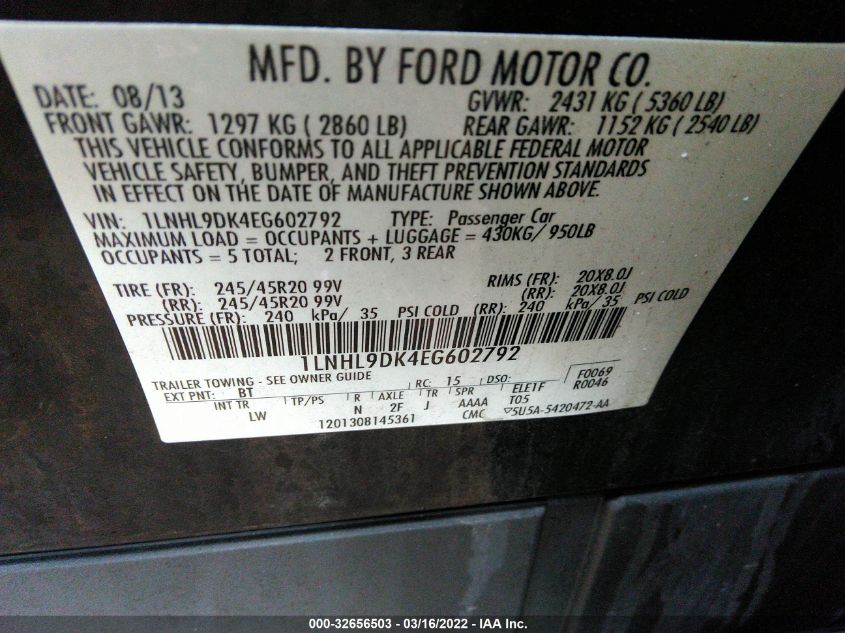 MFD. BY FORD MOTOR CO.
DATE: 08/13 GVWR: 2431 KG ( 5360 LB)
FRONT GAWR: 1297 KG ( 2860 LB) REAR GAWR: 1152 KG ( 2540 LB)
THIS VEHICLE CONFORMS TO ALL APPLICABLE FEDERAL MOTOR
VEHICLE SAFETY, BUMPER, AND THEFT PREVENTION STANDARDS
IN EFFECT ON THE DATE OF MANUFACTURE SHOWN ABOVE.
VIN: 1LNHL9DK4EG602792 TYPE: Passenger Car
MAXIMUM LOAD = OCCUPANTS + LUGGAGE = 430KG/ 950LB
OCCUPANTS = 5 TOTAL; 2 FRONT, 3 REAR
TIRE (FR): 245/45R20 99V RIMS (FR): 20X8.0J
(RR): 245/45R20 99V (RR): 20X8.0J
PRESSURE (FR): 240 kPa/ 35 PSI COLD (RR): 240 kPa/ 35 PSI COLD
1LNHL9DK4EG602792
TRAILER TOWING - SEE OWNER GUIDE F0069
EXT PNT: BT RC: 15 DSO: ELE1F R0046
INT TR TP/PS R AXLE TR SPR T05
LW N 2F J AAAA
1201308145361 CMC ▽5U5A-5420472-AA
000-32656503 - 03/16/2022 - IAA Inc.